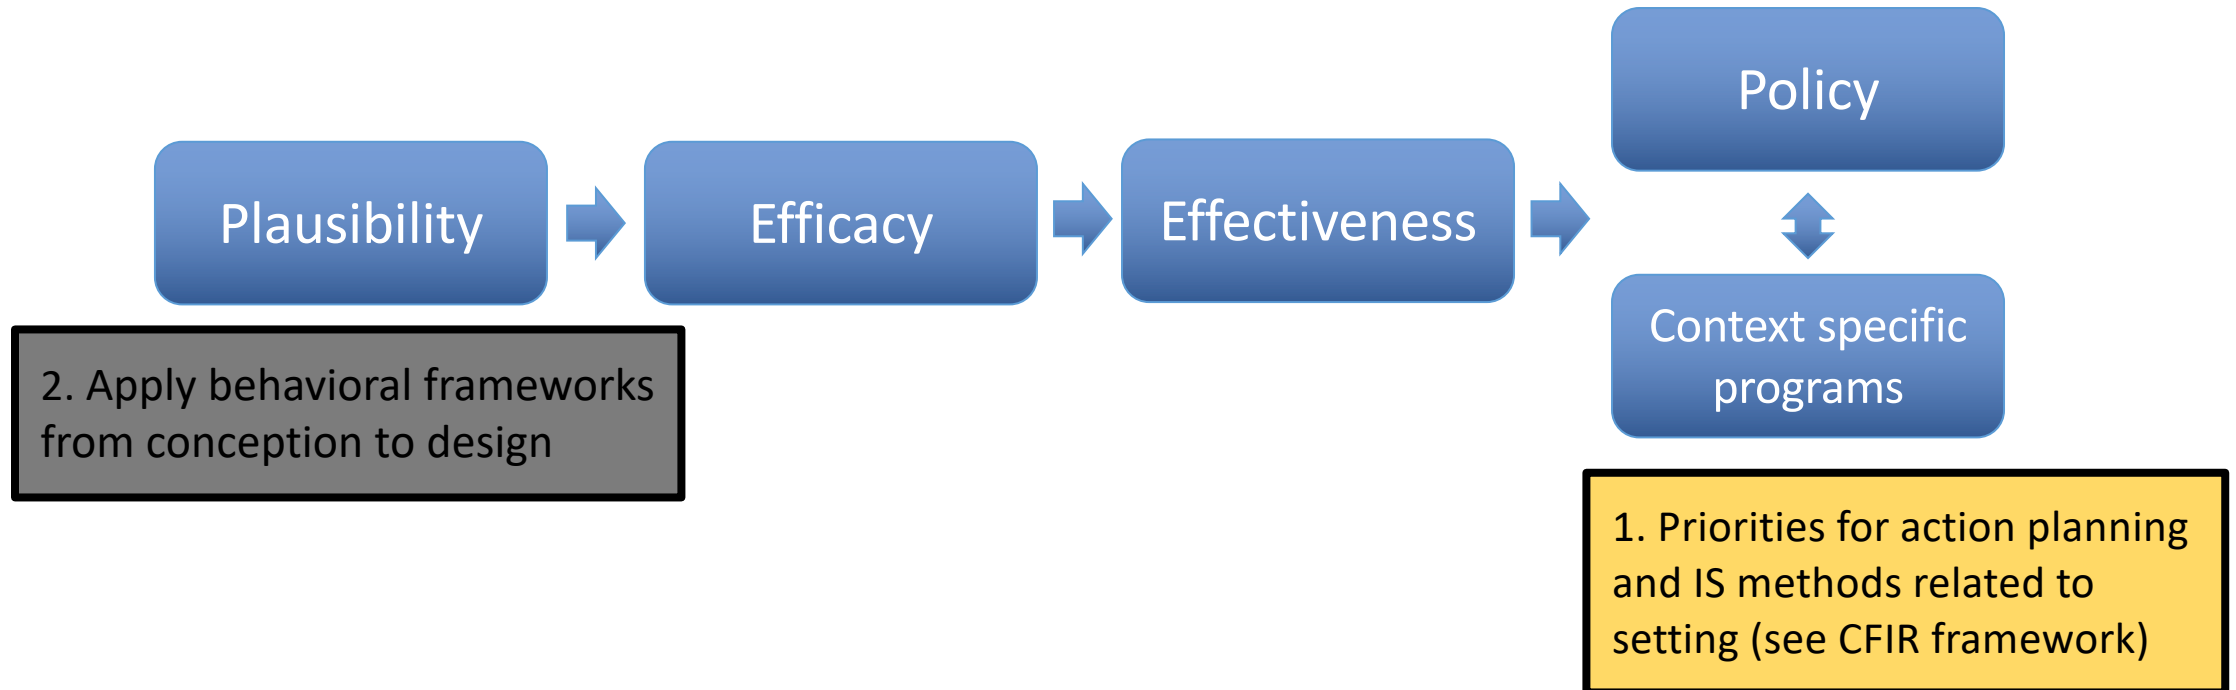 Policy
Plausibility
Efficacy
Effectiveness
Context specific
programs
2. Apply behavioral frameworks
from conception to design
1. Priorities for action planning
and IS methods related to
setting (see CFIR framework)